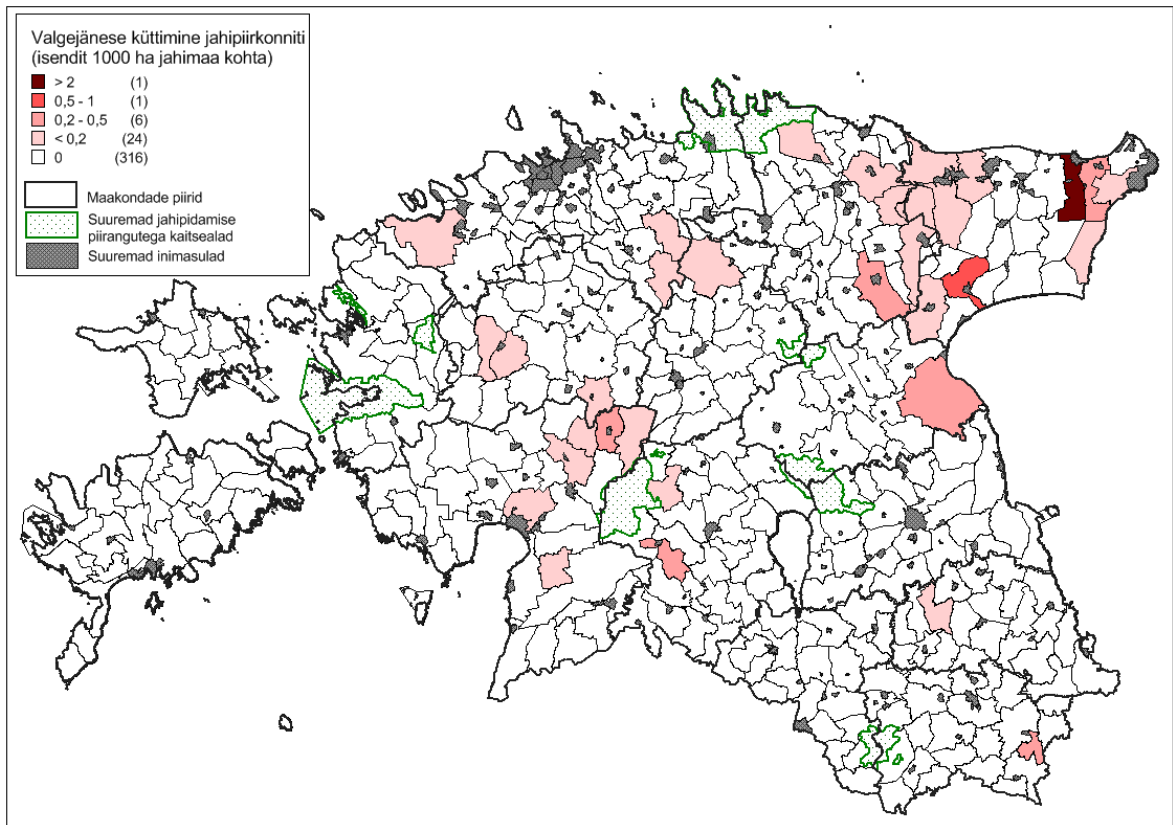 Valgejänese küttimine jahipiirkonniti
(isendit 1000 ha jahimaa kohta)
> 2 (1)
0,5 - 1 (1)
0,2 - 0,5 (6)
< 0,2 (24)
0 (316)
Maakondade piirid
Suuremad jahipidamise
piirangutega kaitsealad
Suuremad inimasulad